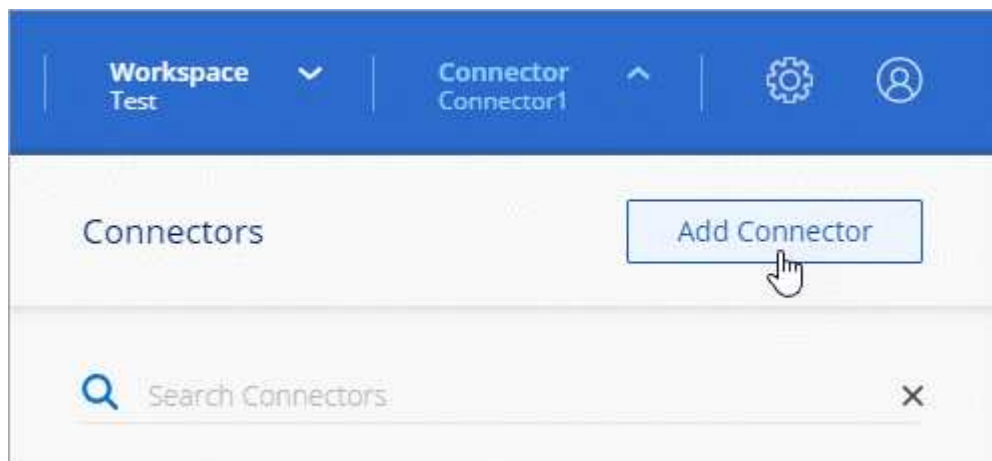 Workspace
Test
Connector
Connector1
Connectors
Add Connector
Search Connectors